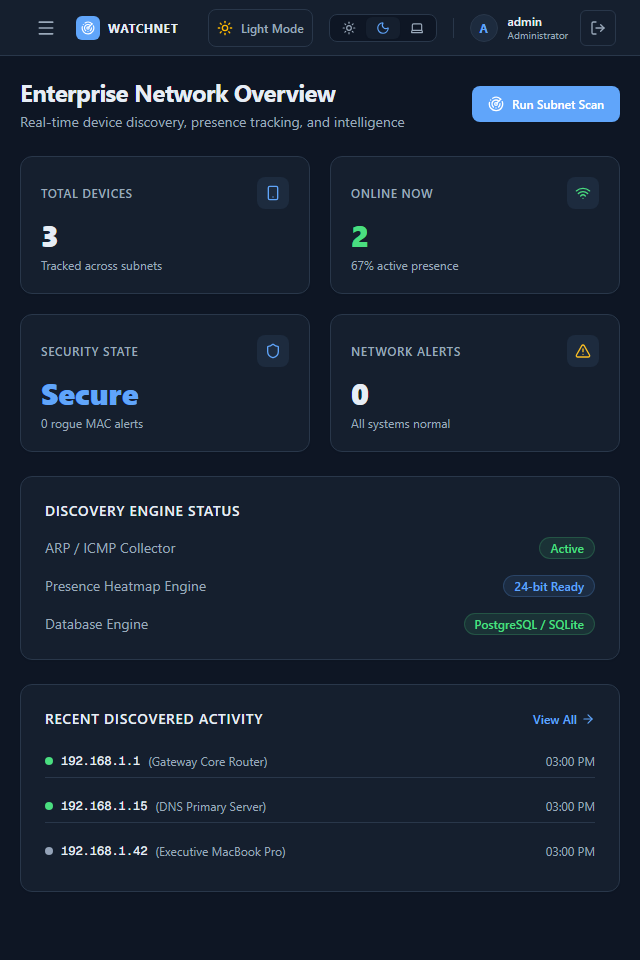 WATCHNET
Light Mode
A
admin
Administrator
Enterprise Network Overview
Real-time device discovery, presence tracking, and intelligence
Run Subnet Scan
TOTAL DEVICES
3
Tracked across subnets
ONLINE NOW
2
67% active presence
SECURITY STATE
Secure
0 rogue MAC alerts
NETWORK ALERTS
0
All systems normal
DISCOVERY ENGINE STATUS
ARP / ICMP Collector
Active
Presence Heatmap Engine
24-bit Ready
Database Engine
PostgreSQL / SQLite
RECENT DISCOVERED ACTIVITY
View All →
192.168.1.1 (Gateway Core Router) 03:00 PM
192.168.1.15 (DNS Primary Server) 03:00 PM
192.168.1.42 (Executive MacBook Pro) 03:00 PM